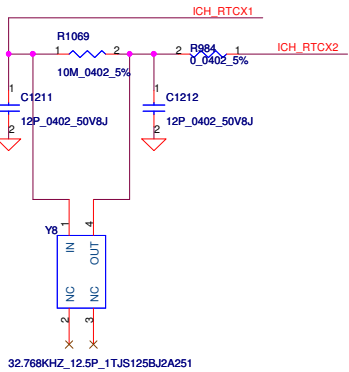 ICH_RTCX1
R1069
1
2
10M_0402_5%
2
R984
1
ICH_RTCX2
0_0402_5%
1
C1211
2
12P_0402_50V8J
1
C1212
2
12P_0402_50V8J
Y8
1
4
IN
OUT
NC
NC
2
3
32.768KHZ_12.5P_1TJS125BJ2A251